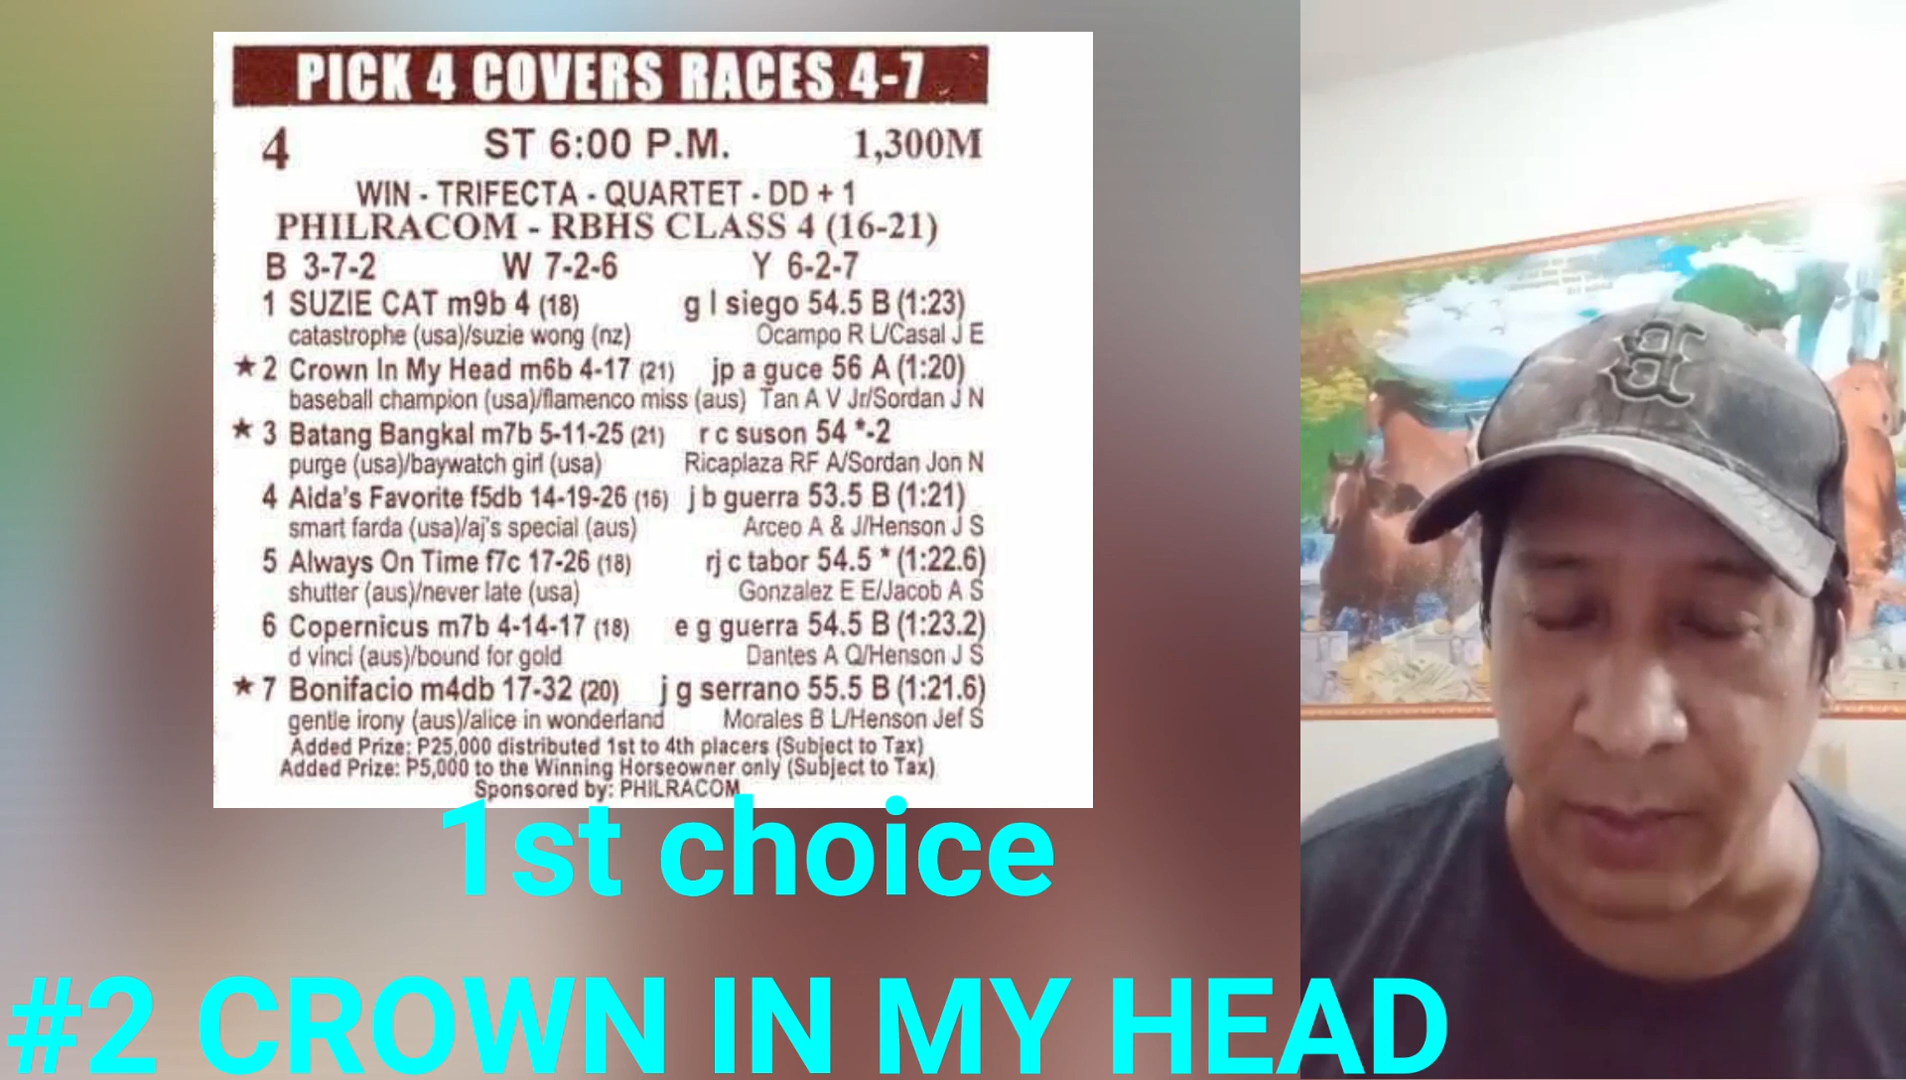 PICK 4 COVERS RACES 4-7
4 ST 6:00 P.M. 1,300M
WIN - TRIFECTA - QUARTET - DD + 1
PHILRACOM - RBHS CLASS 4 (16-21)
B 3-7-2 W 7-2-6 Y 6-2-7
1 SUZIE CAT m9b 4 (18) g l siego 54.5 B (1:23)
catastrophe (usa)/suzie wong (nz) Ocampo R L/Casal J E
★ 2 Crown In My Head m6b 4-17 (21) jp a guce 56 A (1:20)
baseball champion (usa)/flamenco miss (aus) Tan A V Jr/Sordan J N
★ 3 Batang Bangkal m7b 5-11-25 (21) r c suson 54 *-2
purge (usa)/baywatch girl (usa) Ricaplaza RF A/Sordan Jon N
4 Aida's Favorite f5db 14-19-26 (16) j b guerra 53.5 B (1:21)
smart farda (usa)/aj's special (aus) Arceo A & J/Henson J S
5 Always On Time f7c 17-26 (18) rj c tabor 54.5 * (1:22.6)
shutter (aus)/never late (usa) Gonzalez E E/Jacob A S
6 Copernicus m7b 4-14-17 (18) e g guerra 54.5 B (1:23.2)
d vinci (aus)/bound for gold Dantes A Q/Henson J S
★ 7 Bonifacio m4db 17-32 (20) j g serrano 55.5 B (1:21.6)
gentle irony (aus)/alice in wonderland Morales B L/Henson Jef S
Added Prize: P25,000 distributed 1st to 4th placers (Subject to Tax)
Added Prize: P5,000 to the Winning Horseowner only (Subject to Tax)
Sponsored by: PHILRACOM
1st choice
#2 CROWN IN MY HEAD